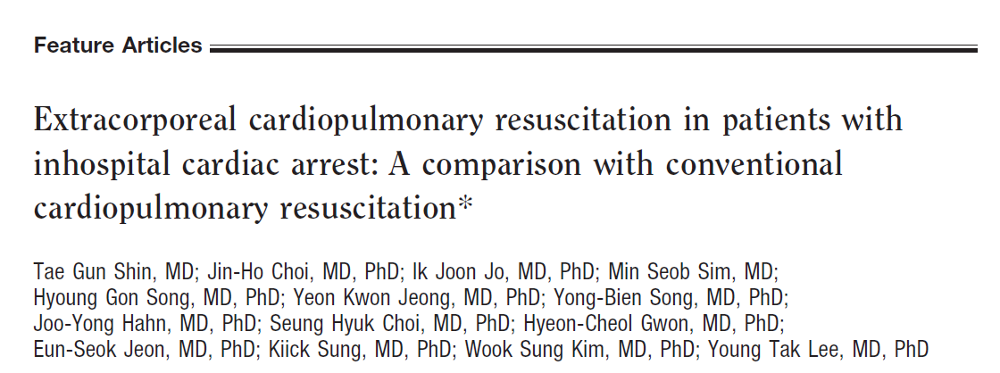 Feature Articles
Extracorporeal cardiopulmonary resuscitation in patients with
inhospital cardiac arrest: A comparison with conventional
cardiopulmonary resuscitation*
Tae Gun Shin, MD; Jin-Ho Choi, MD, PhD; Ik Joon Jo, MD, PhD; Min Seob Sim, MD;
Hyoung Gon Song, MD, PhD; Yeon Kwon Jeong, MD, PhD; Yong-Bien Song, MD, PhD;
Joo-Yong Hahn, MD, PhD; Seung Hyuk Choi, MD, PhD; Hyeon-Cheol Gwon, MD, PhD;
Eun-Seok Jeon, MD, PhD; Kiick Sung, MD, PhD; Wook Sung Kim, MD, PhD; Young Tak Lee, MD, PhD